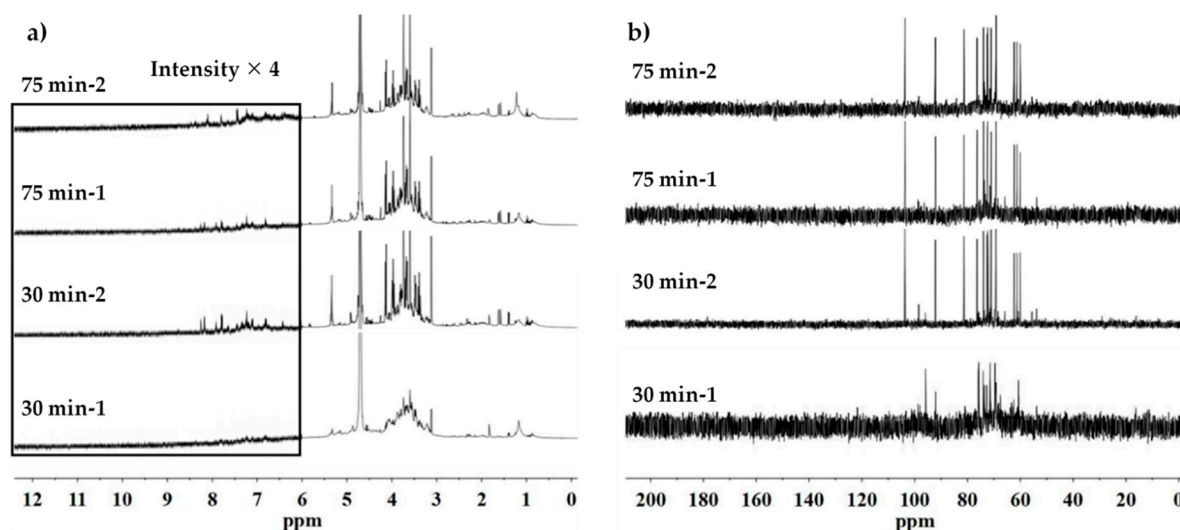 a)
Intensity × 4
75 min-2
75 min-1
30 min-2
30 min-1
12 11 10 9 8 7 6 5 4 3 2 1 0
ppm
b)
75 min-2
75 min-1
30 min-2
30 min-1
200 180 160 140 120 100 80 60 40 20 0
ppm